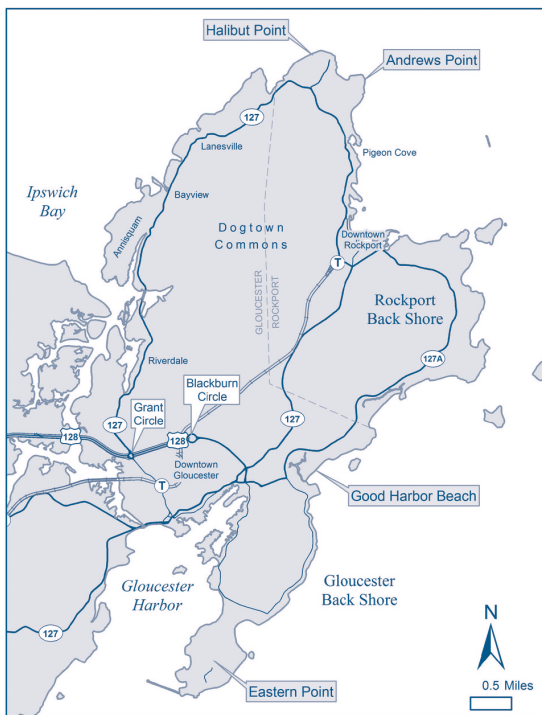 Halibut Point
Andrews Point
127
Lanesville
Pigeon Cove
Ipswich
Bay
Bayview
Annisquam
Dogtown
Commons
Downtown
Rockport
T
GLOUCESTER
ROCKPORT
Rockport
Back Shore
127A
Riverdale
Blackburn
Circle
Grant
Circle
127
127
128
128
Downtown
Gloucester
T
Good Harbor Beach
Gloucester
Harbor
Gloucester
Back Shore
127
N
Eastern Point
0.5 Miles